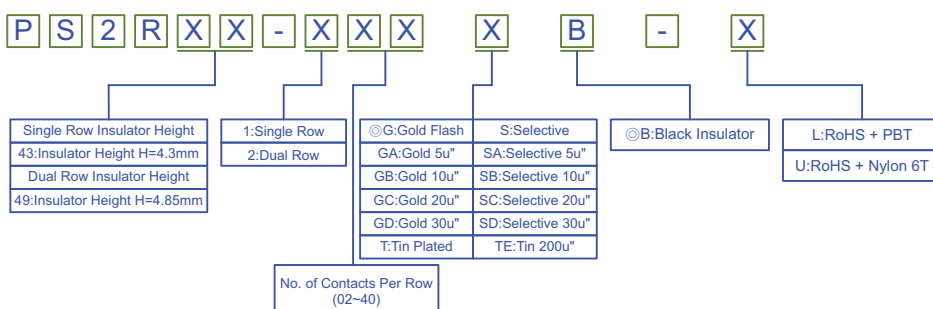 P S 2 R X X - X X X X B - X
Single Row Insulator Height
43:Insulator Height H=4.3mm
Dual Row Insulator Height
49:Insulator Height H=4.85mm
1:Single Row
2:Dual Row
◎G:Gold Flash S:Selective
GA:Gold 5u" SA:Selective 5u"
GB:Gold 10u" SB:Selective 10u"
GC:Gold 20u" SC:Selective 20u"
GD:Gold 30u" SD:Selective 30u"
T:Tin Plated TE:Tin 200u"
◎B:Black Insulator
L:RoHS + PBT
U:RoHS + Nylon 6T
No. of Contacts Per Row
(02~40)